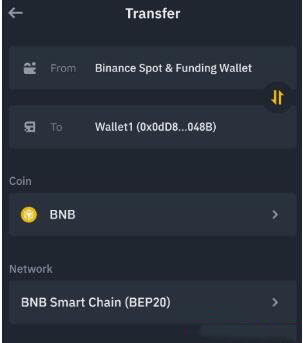 Transfer
From Binance Spot & Funding Wallet
To Wallet1 (0x0dD8...048B)
Coin
BNB
Network
BNB Smart Chain (BEP20)